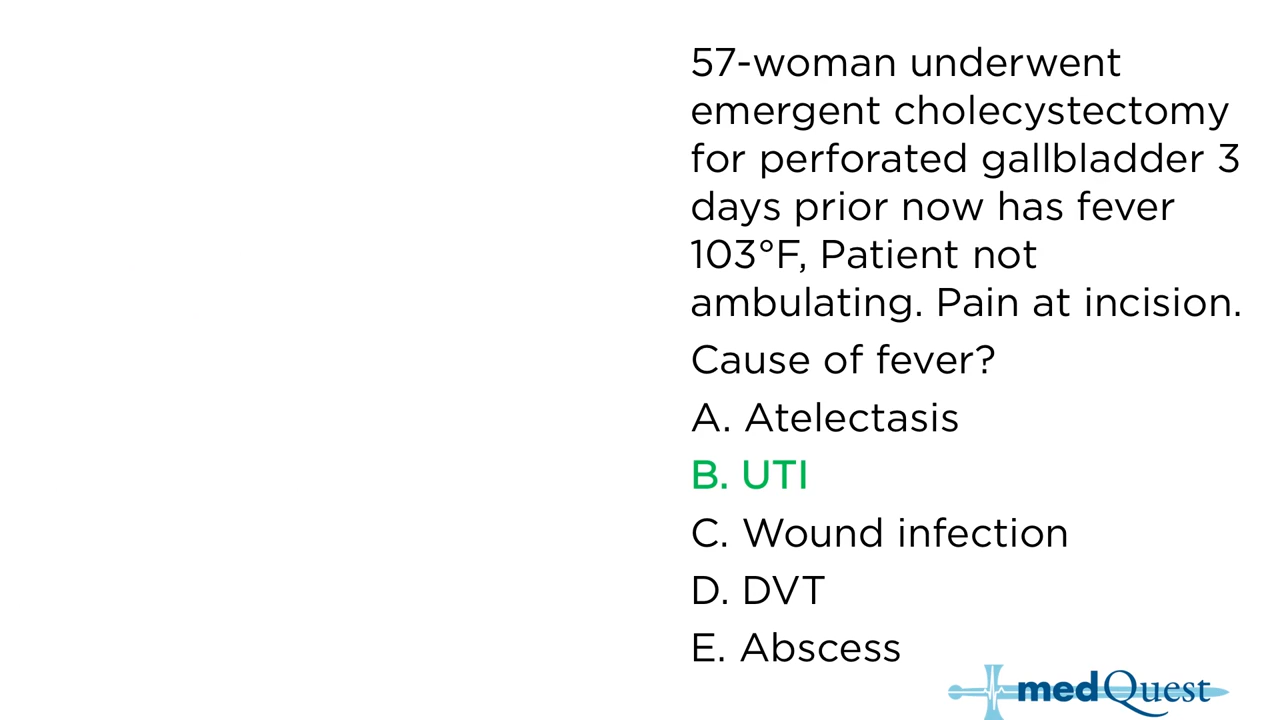 57-woman underwent
emergent cholecystectomy
for perforated gallbladder 3
days prior now has fever
103°F, Patient not
ambulating. Pain at incision.
Cause of fever?
A. Atelectasis
B. UTI
C. Wound infection
D. DVT
E. Abscess
medQuest